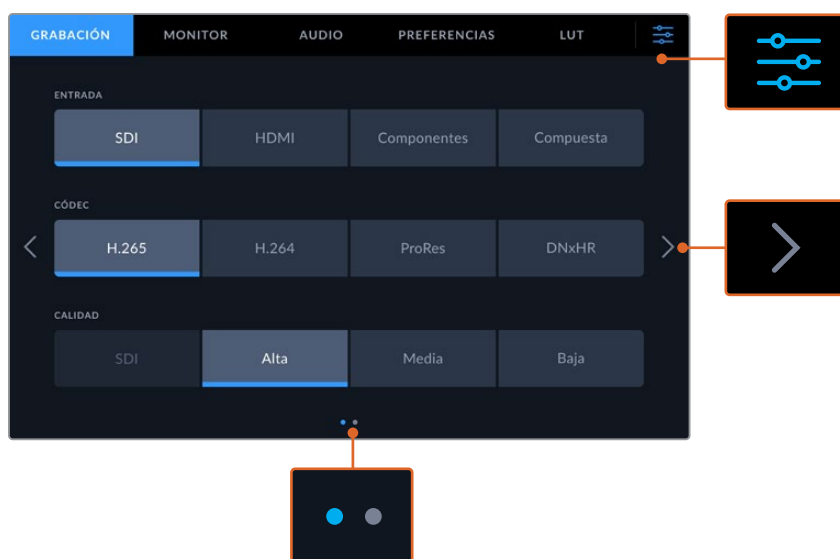 GRABACIÓN MONITOR AUDIO PREFERENCIAS LUT
ENTRADA
SDI HDMI Componentes Compuesta
CÓDEC
H.265 H.264 ProRes DNxHR
CALIDAD
SDI Alta Media Baja